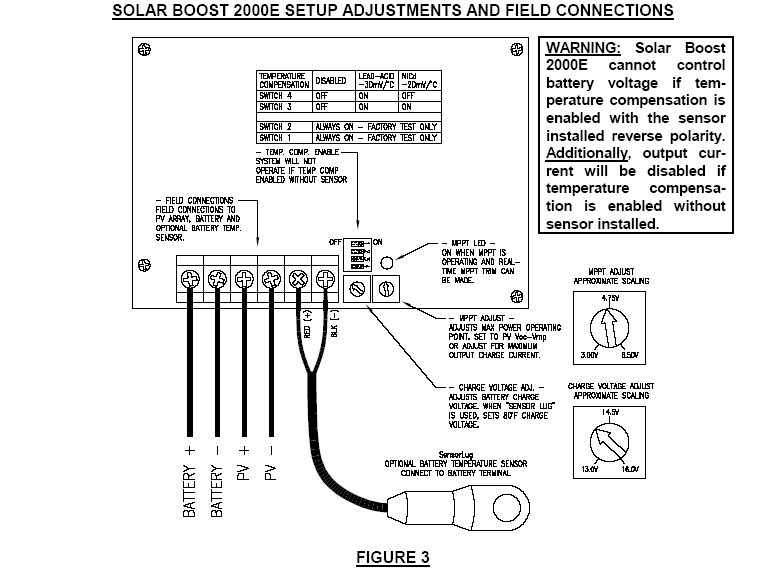 SOLAR BOOST 2000E SETUP ADJUSTMENTS AND FIELD CONNECTIONS
TEMPERATURE COMPENSATION DISABLED LEAD-ACID -30mV/°C NiCd -20mV/°C
SWITCH 4 OFF ON OFF
SWITCH 3 OFF ON ON
SWITCH 2 ALWAYS ON - FACTORY TEST ONLY
SWITCH 1 ALWAYS ON - FACTORY TEST ONLY
WARNING: Solar Boost
2000E cannot control
battery voltage if tem-
perature compensation is
enabled with the sensor
installed reverse polarity.
Additionally, output cur-
rent will be disabled if
temperature compensa-
tion is enabled without
sensor installed.
- TEMP. COMP. ENABLE -
SYSTEM WILL NOT
OPERATE IF TEMP COMP
ENABLED WITHOUT SENSOR
- FIELD CONNECTIONS -
FIELD CONNECTIONS TO
PV ARRAY, BATTERY AND
OPTIONAL BATTERY TEMP.
SENSOR.
OFF ON
- MPPT LED -
ON WHEN MPPT IS
OPERATING AND REAL-
TIME MPPT TRIM CAN
BE MADE.
RED (+)
BLK (-)
- MPPT ADJUST -
ADJUSTS MAX POWER OPERATING
POINT. SET TO PV Voc-Vmp
OR ADJUST FOR MAXIMUM
OUTPUT CHARGE CURRENT.
- CHARGE VOLTAGE ADJ. -
ADJUSTS BATTERY CHARGE
VOLTAGE. WHEN "SENSOR LUG"
IS USED, SETS 80°F CHARGE
VOLTAGE.
MPPT ADJUST
APPROXIMATE SCALING
4.75V
3.00V 6.50V
CHARGE VOLTAGE ADJUST
APPROXIMATE SCALING
14.5V
13.0V 16.0V
BATTERY +
BATTERY -
PV +
PV -
SensorLug
OPTIONAL BATTERY TEMPERATURE SENSOR
CONNECT TO BATTERY TERMINAL
FIGURE 3